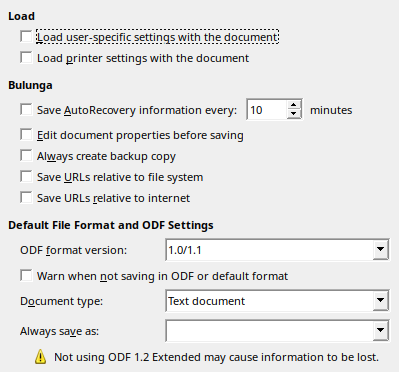 Load
Load user-specific settings with the document
Load printer settings with the document
Bulunga
Save AutoRecovery information every: 10 minutes
Edit document properties before saving
Always create backup copy
Save URLs relative to file system
Save URLs relative to internet
Default File Format and ODF Settings
ODF format version: 1.0/1.1
Warn when not saving in ODF or default format
Document type: Text document
Always save as:
Not using ODF 1.2 Extended may cause information to be lost.